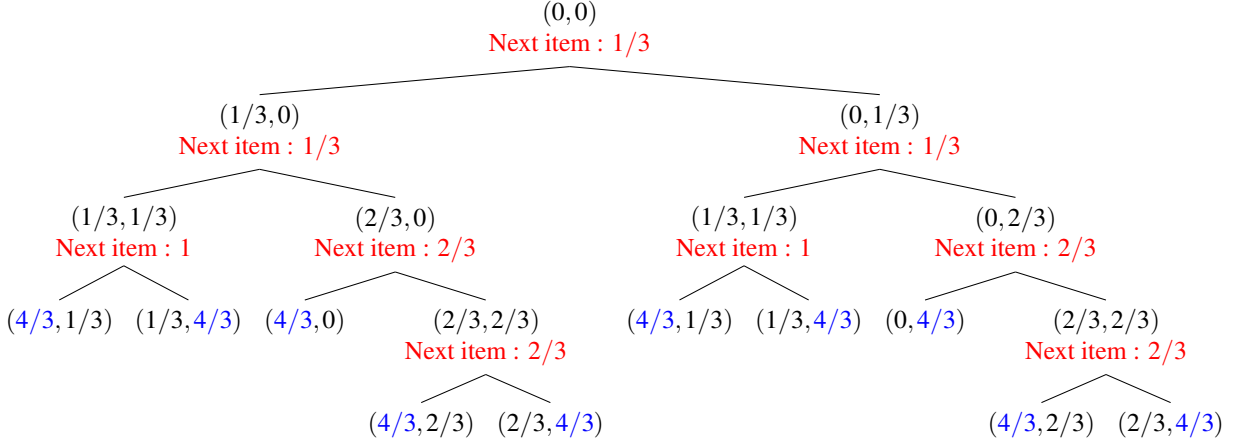 (0,0)
Next item : 1/3
(1/3,0) (0,1/3)
Next item : 1/3 Next item : 1/3
(1/3,1/3) (2/3,0) (1/3,1/3) (0,2/3)
Next item : 1 Next item : 2/3 Next item : 1 Next item : 2/3
(4/3,1/3) (1/3,4/3) (4/3,0) (2/3,2/3) (4/3,1/3) (1/3,4/3) (0,4/3) (2/3,2/3)
Next item : 2/3 Next item : 2/3
(4/3,2/3) (2/3,4/3) (4/3,2/3) (2/3,4/3)